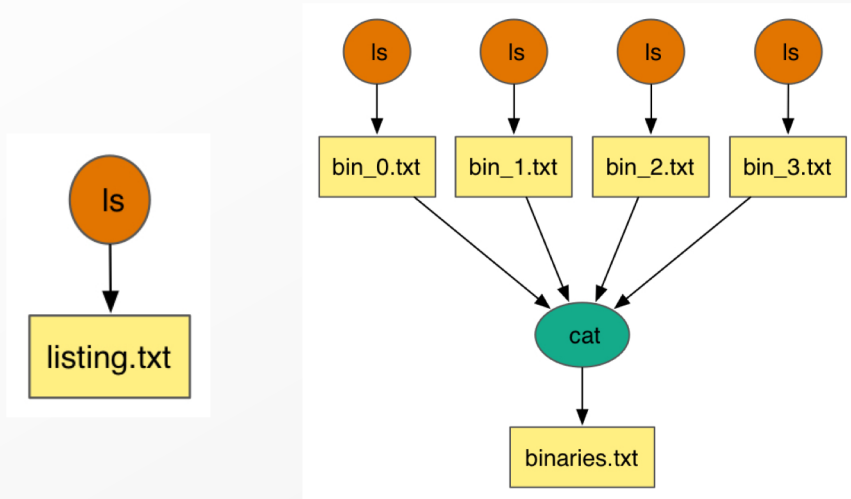 ls
listing.txt
ls ls ls ls
bin_0.txt bin_1.txt bin_2.txt bin_3.txt
cat
binaries.txt